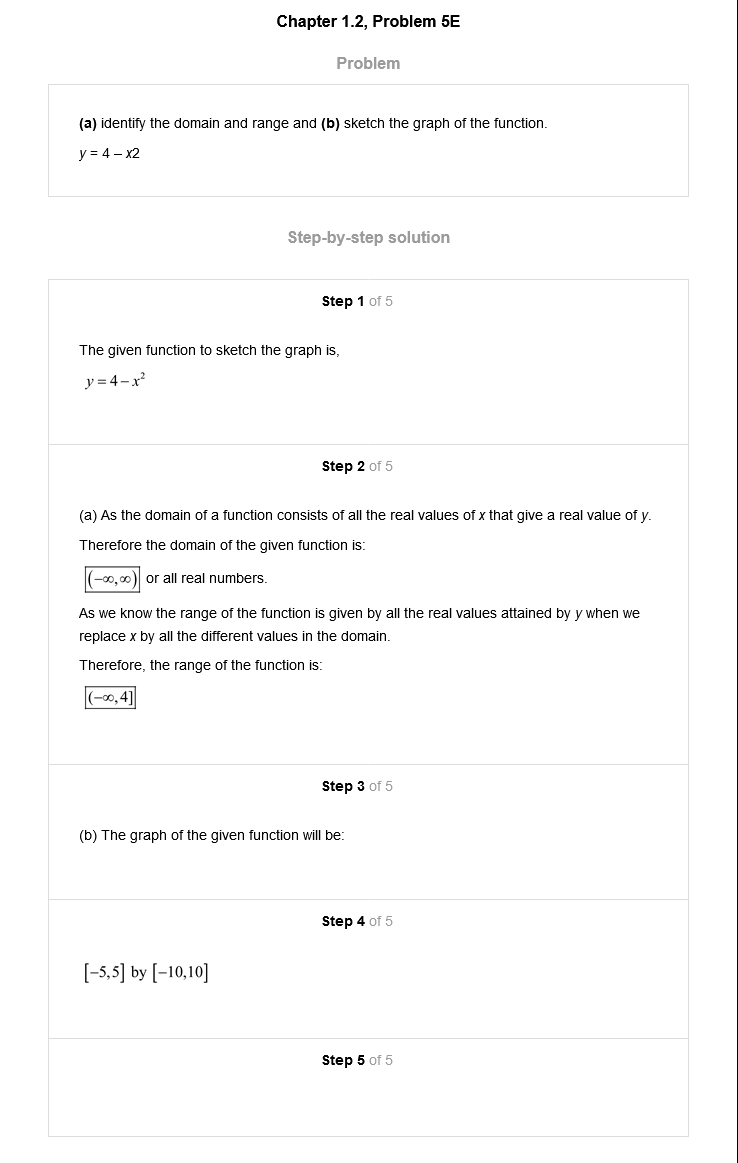 Chapter 1.2, Problem 5E
Problem
(a) identify the domain and range and (b) sketch the graph of the function.
y = 4 – x2
Step-by-step solution
Step 1 of 5
The given function to sketch the graph is,
y = 4 – x²
Step 2 of 5
(a) As the domain of a function consists of all the real values of x that give a real value of y.
Therefore the domain of the given function is:
(–∞, ∞) or all real numbers.
As we know the range of the function is given by all the real values attained by y when we
replace x by all the different values in the domain.
Therefore, the range of the function is:
(–∞, 4]
Step 3 of 5
(b) The graph of the given function will be:
Step 4 of 5
[–5,5] by [–10,10]
Step 5 of 5